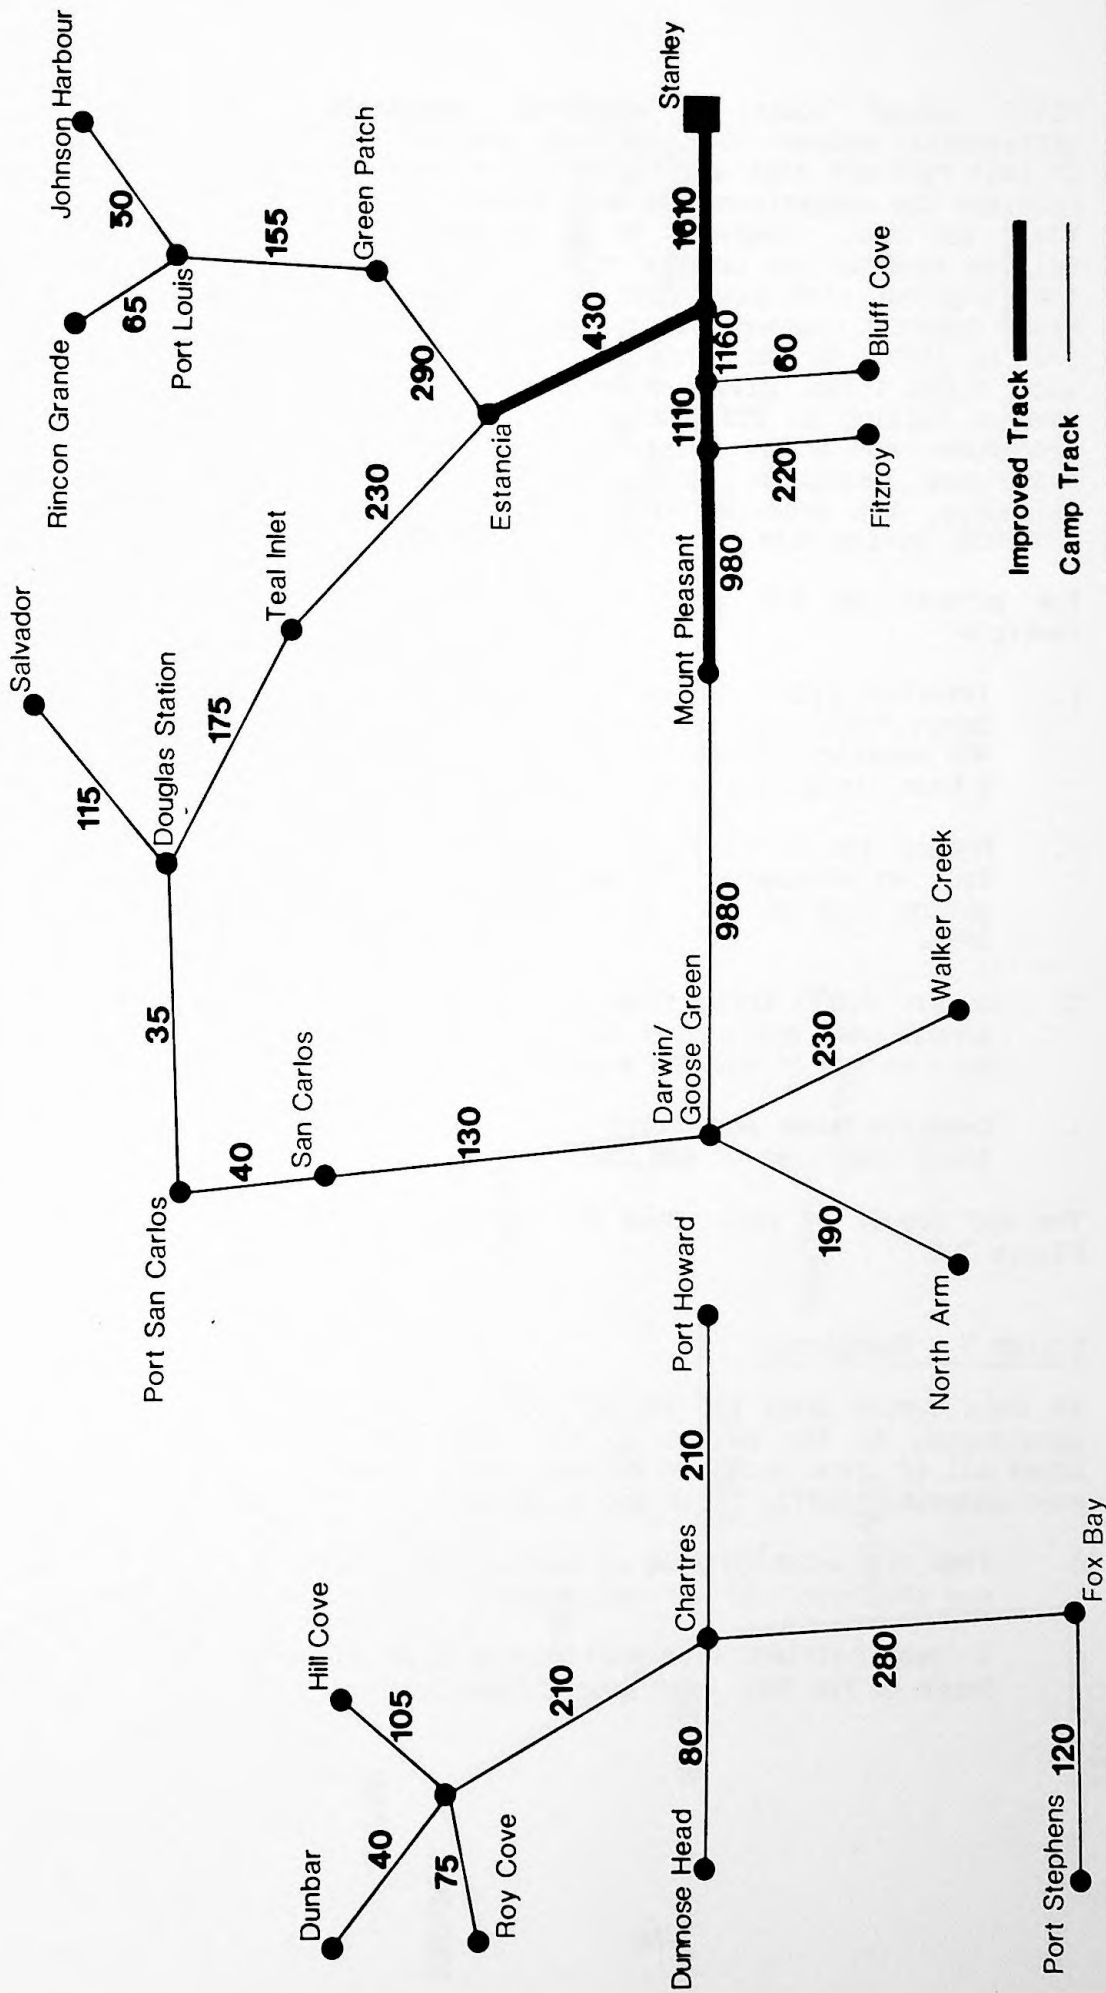 Johnson Harbour
50
Rincon Grande
65
Port Louis
155
Green Patch
290
430
Estancia
230
Teal Inlet
Salvador
115
Douglas Station
175
35
Port San Carlos
40
San Carlos
130
Stanley
1610
1160
60
Bluff Cove
1110
220
Fitzroy
Mount Pleasant
980
980
Darwin/
Goose Green
230
Walker Creek
190
North Arm
Port Howard
210
Chartres
Hill Cove
105
210
Dunbar
40
75
Roy Cove
80
Dunnose Head
280
Fox Bay
120
Port Stephens
Improved Track
Camp Track